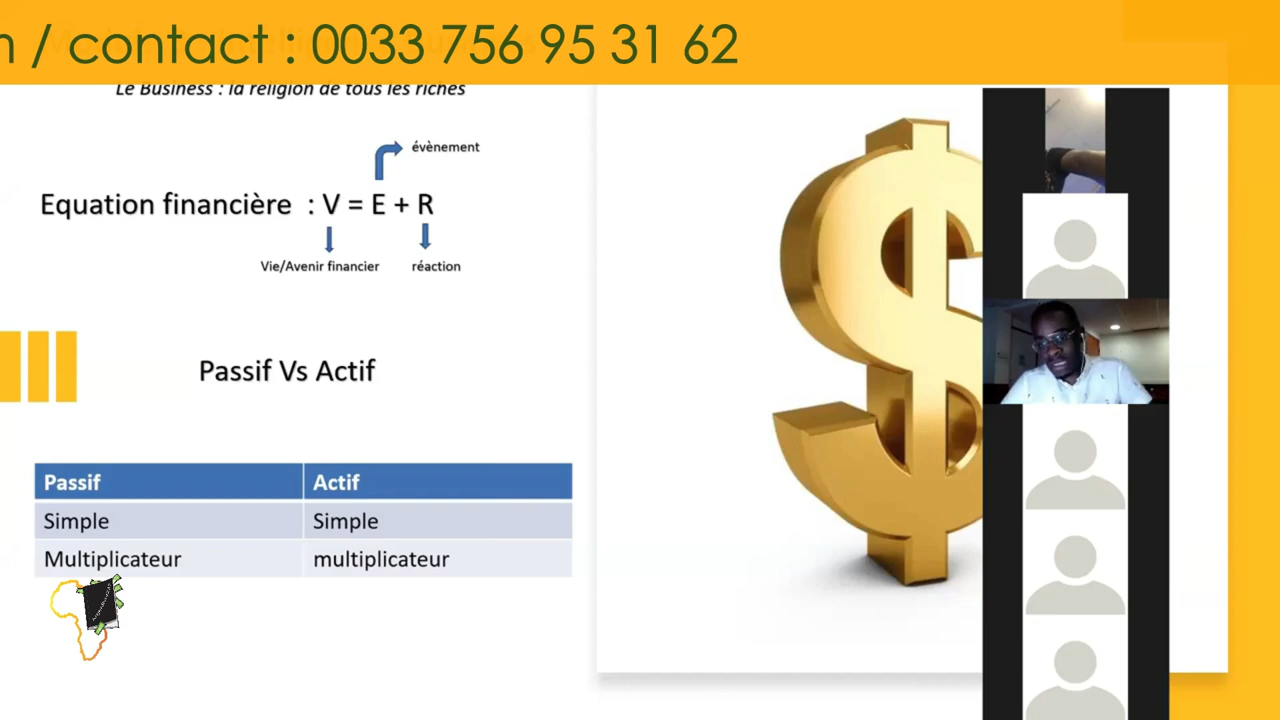 / contact : 0033 756 95 31 62
Le Business : la religion de tous les riches
évènement
Equation financière : V = E + R
Vie/Avenir financier
réaction
Passif Vs Actif
Passif Actif
Simple Simple
Multiplicateur multiplicateur